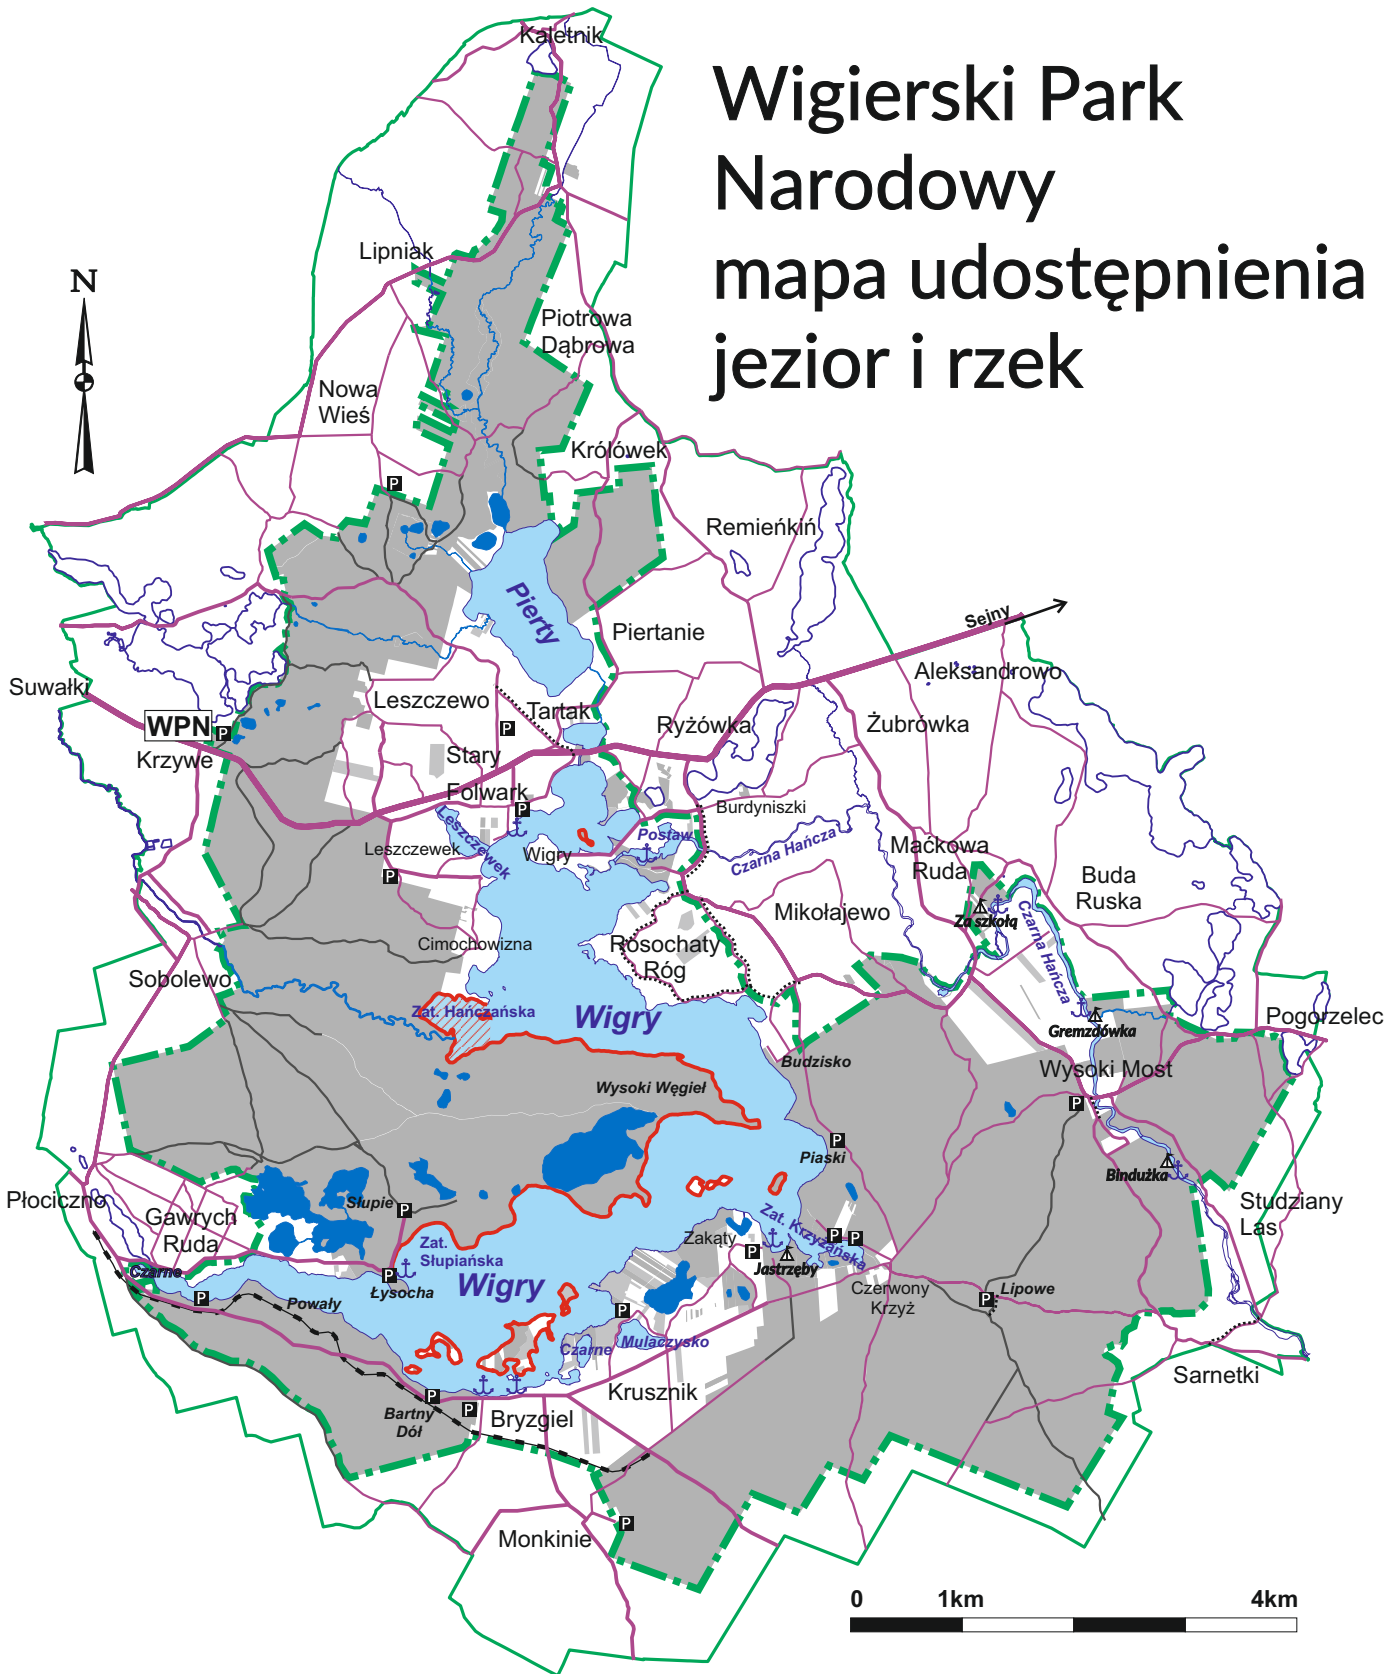 Kaletnik
Wigierski Park
Narodowy
mapa udostępnienia
jezior i rzek
Lipniak
N
Piotrowa
Dąbrowa
Nowa
Wieś
Królówek
P
Remieńkiń
Pierty
Sejny
Piertanie
Aleksandrowo
Suwałki
Leszczewo
Tartak
WPN
P
P
Ryżówka
Żubrówka
Krzywe
Stary
Folwark
P
Burdyniszki
Leszczewek
Postaw
Czarna Hańcza
Maćkowa
Ruda
Leszczewek
Wigry
P
Buda
Ruska
Za szkołą
Mikołajewo
Czarna Hańcza
Cimochowizna
Rosochaty
Róg
Sobolewo
Zat. Hańczańska
Wigry
Pogorzelec
Gremzdówka
Budzisko
Wysoki Most
Wysoki Węgieł
P
P
Piaski
Bindużka
Płociczno
Słupie
P
Studziany
Las
Gawrych
Ruda
Zat. Krzyżańska
Zakąty
P
P
P
Zat.
Słupiańska
Czarne
P
Jastrzęby
Łysocha
Wigry
Czerwony
Krzyż
Lipowe
P
P
Powały
P
Czarne
Mulaczysko
Sarnetki
P
Krusznik
Bartny
Dół
P
Bryzgiel
P
Monkinie
0
1km
4km